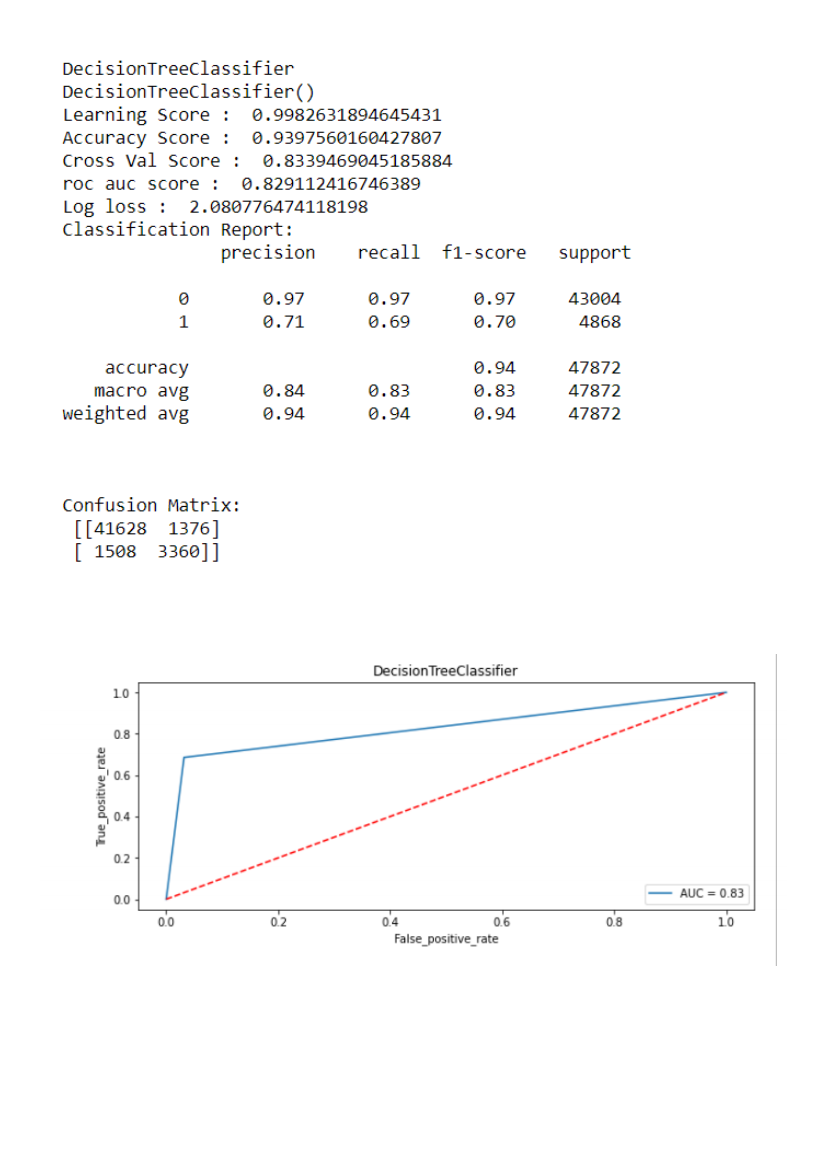 DecisionTreeClassifier
DecisionTreeClassifier()
Learning Score :  0.9982631894645431
Accuracy Score :  0.9397560160427807
Cross Val Score :  0.8339469045185884
roc auc score :  0.829112416746389
Log loss :  2.080776474118198
Classification Report:
precision    recall  f1-score   support
0       0.97      0.97      0.97     43004
1       0.71      0.69      0.70      4868
accuracy                           0.94     47872
macro avg       0.84      0.83      0.83     47872
weighted avg       0.94      0.94      0.94     47872
Confusion Matrix:
[[41628  1376]
[ 1508  3360]]
DecisionTreeClassifier
1.0
0.8
0.6
0.4
0.2
0.0
True_positive_rate
AUC = 0.83
0.0 0.2 0.4 0.6 0.8 1.0
False_positive_rate